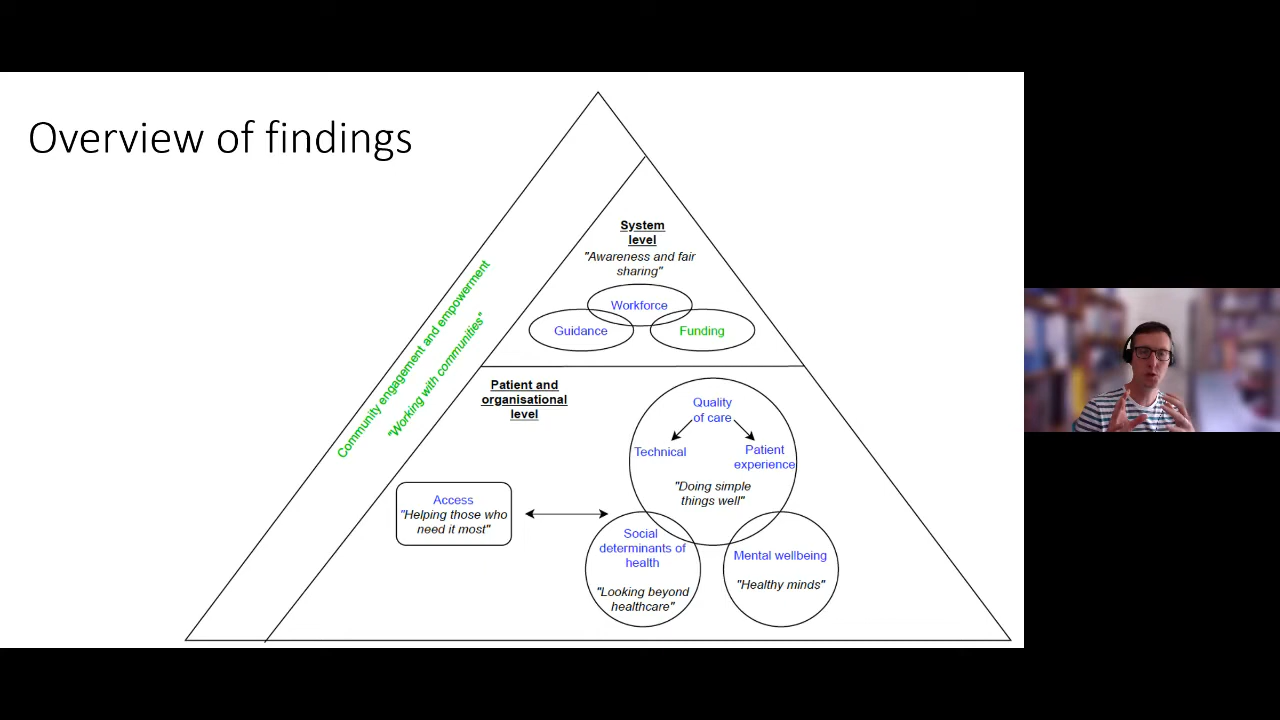 Overview of findings
System
level
"Awareness and fair
sharing"
Workforce
Guidance
Funding
Community engagement and empowerment
"Working with communities"
Patient and
organisational
level
Quality
of care
Technical
Patient
experience
"Doing simple
things well"
Access
"Helping those who
need it most"
Social
determinants of
health
"Looking beyond
healthcare"
Mental wellbeing
"Healthy minds"